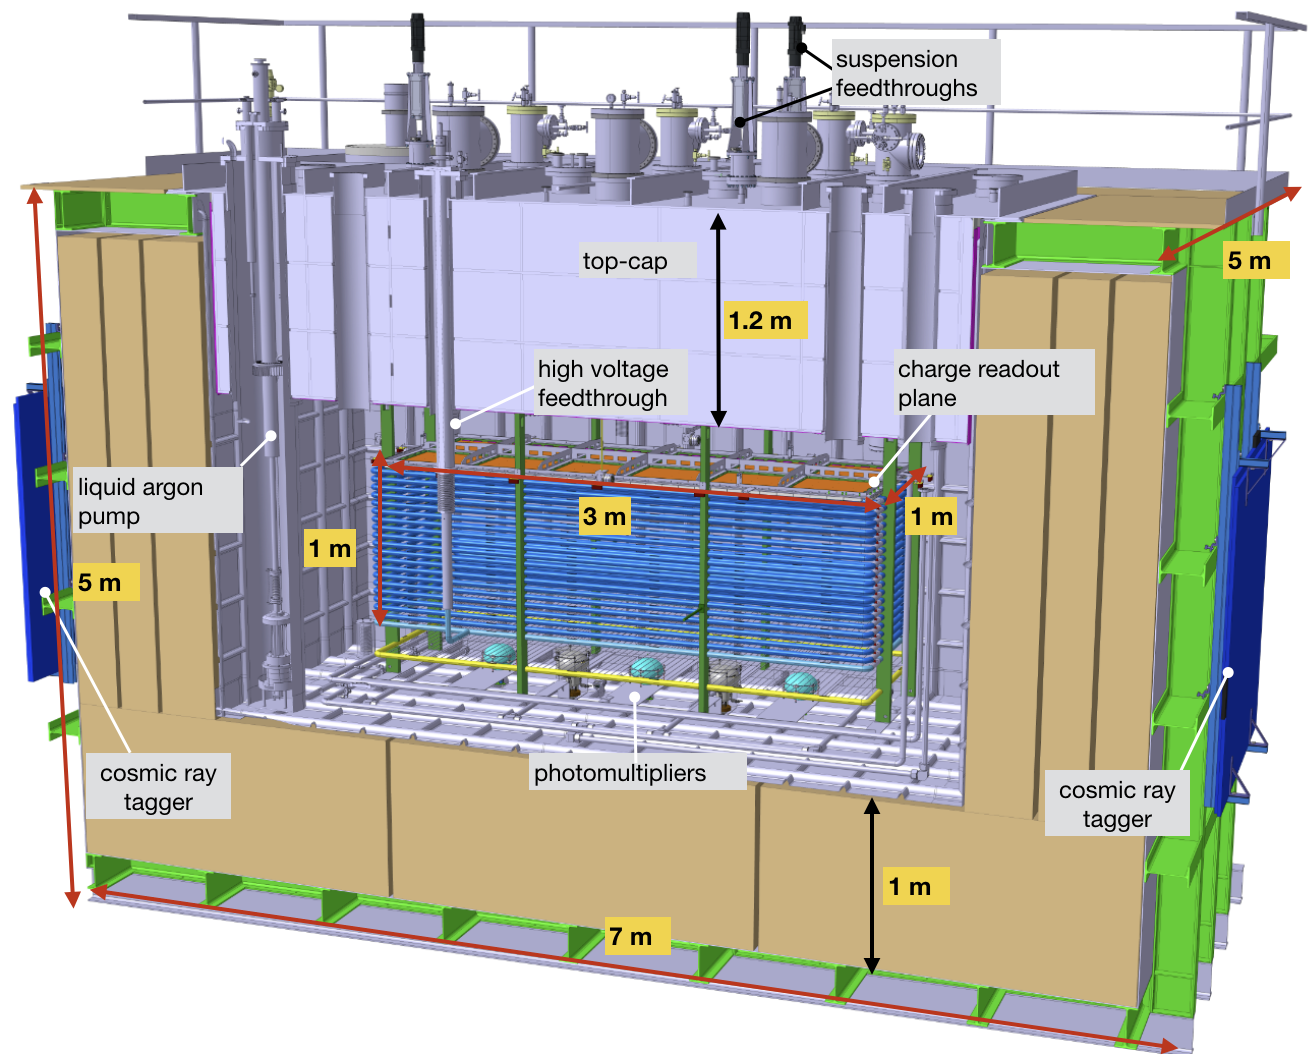 suspension
feedthroughs
top-cap
5 m
1.2 m
high voltage
feedthrough
charge readout
plane
liquid argon
pump
3 m
1 m
1 m
5 m
cosmic ray
tagger
photomultipliers
cosmic ray
tagger
1 m
7 m